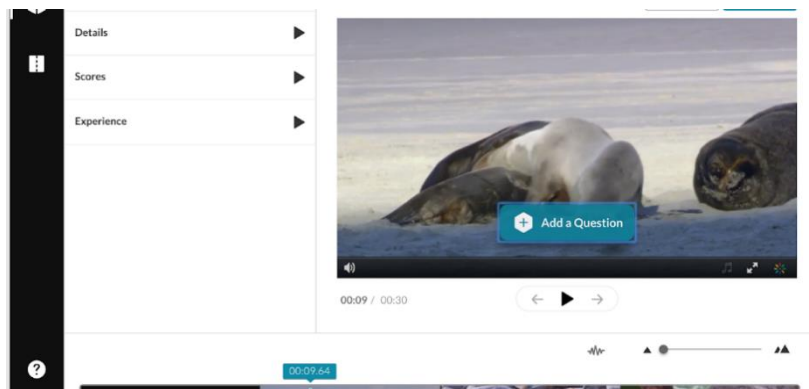 Details
Scores
Experience
Add a Question
00:09 / 00:30
00:09.64
?